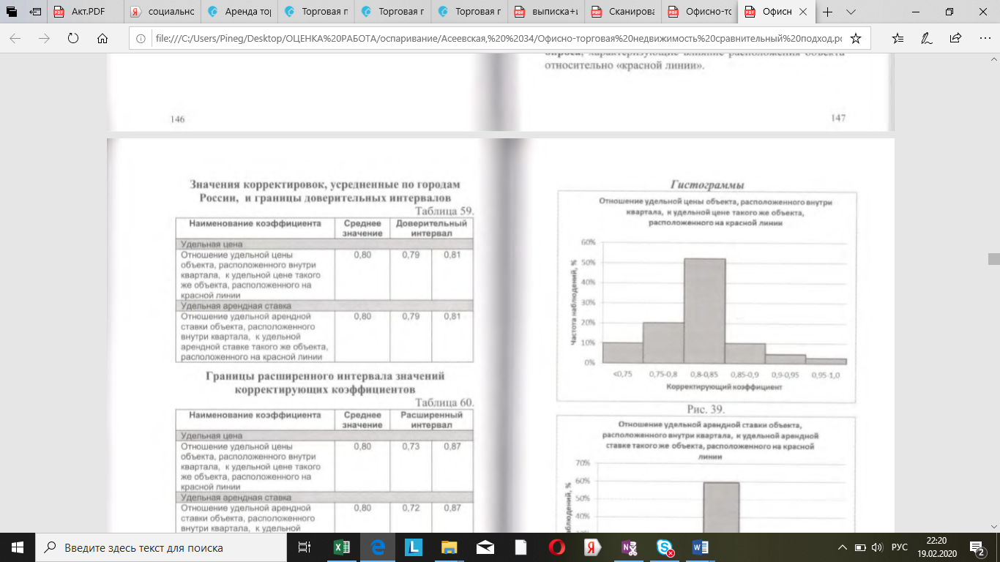 Акт.PDF
социальнс
Аренда тор
Торговая п
Торговая г
Торговая г
выписка+и
Сканирова
Офисно-то
Офисн
file:///C:/Users/Pineg/Desktop/ОЦЕНКА%20РАБОТА/оспаривание/Асеевская,%20%2034/Офисно-торговая%20недвижимость%20сравнительный%20подход.pc
опроса, характеризующие влияние расположения объекта
относительно «красной линии».
146
147
Значения корректировок, усредненные по городам
России, и границы доверительных интервалов
Таблица 59.
Наименование коэффициента Среднее значение Доверительный интервал
Удельная цена
Отношение удельной цены 0,80 0,79 0,81
объекта, расположенного внутри
квартала, к удельной цене такого
же объекта, расположенного на
красной линии
Удельная арендная ставка
Отношение удельной арендной 0,80 0,79 0,81
ставки объекта, расположенного
внутри квартала, к удельной
арендной ставке такого же объекта,
расположенного на красной линии
Границы расширенного интервала значений
корректирующих коэффициентов
Таблица 60.
Наименование коэффициента Среднее значение Расширенный интервал
Удельная цена
Отношение удельной цены 0,80 0,73 0,87
объекта, расположенного внутри
квартала, к удельной цене такого
же объекта, расположенного на
красной линии
Удельная арендная ставка
Отношение удельной арендной 0,80 0,72 0,87
ставки объекта, расположенного
внутри квартала, к удельной
Гистограммы
Отношение удельной цены объекта, расположенного внутри
квартала, к удельной цене такого же объекта,
расположенного на красной линии
Частота наблюдений, %
60%
50%
40%
30%
20%
10%
0%
<0,75 0,75-0,8 0,8-0,85 0,85-0,9 0,9-0,95 0,95-1,0
Корректирующий коэффициент
Рис. 39.
Отношение удельной арендной ставки объекта,
расположенного внутри квартала, к удельной арендной
ставке такого же объекта, расположенного на красной
линии
70%
60%
50%
40%
Введите здесь текст для поиска
РУС
22:20
19.02.2020
2